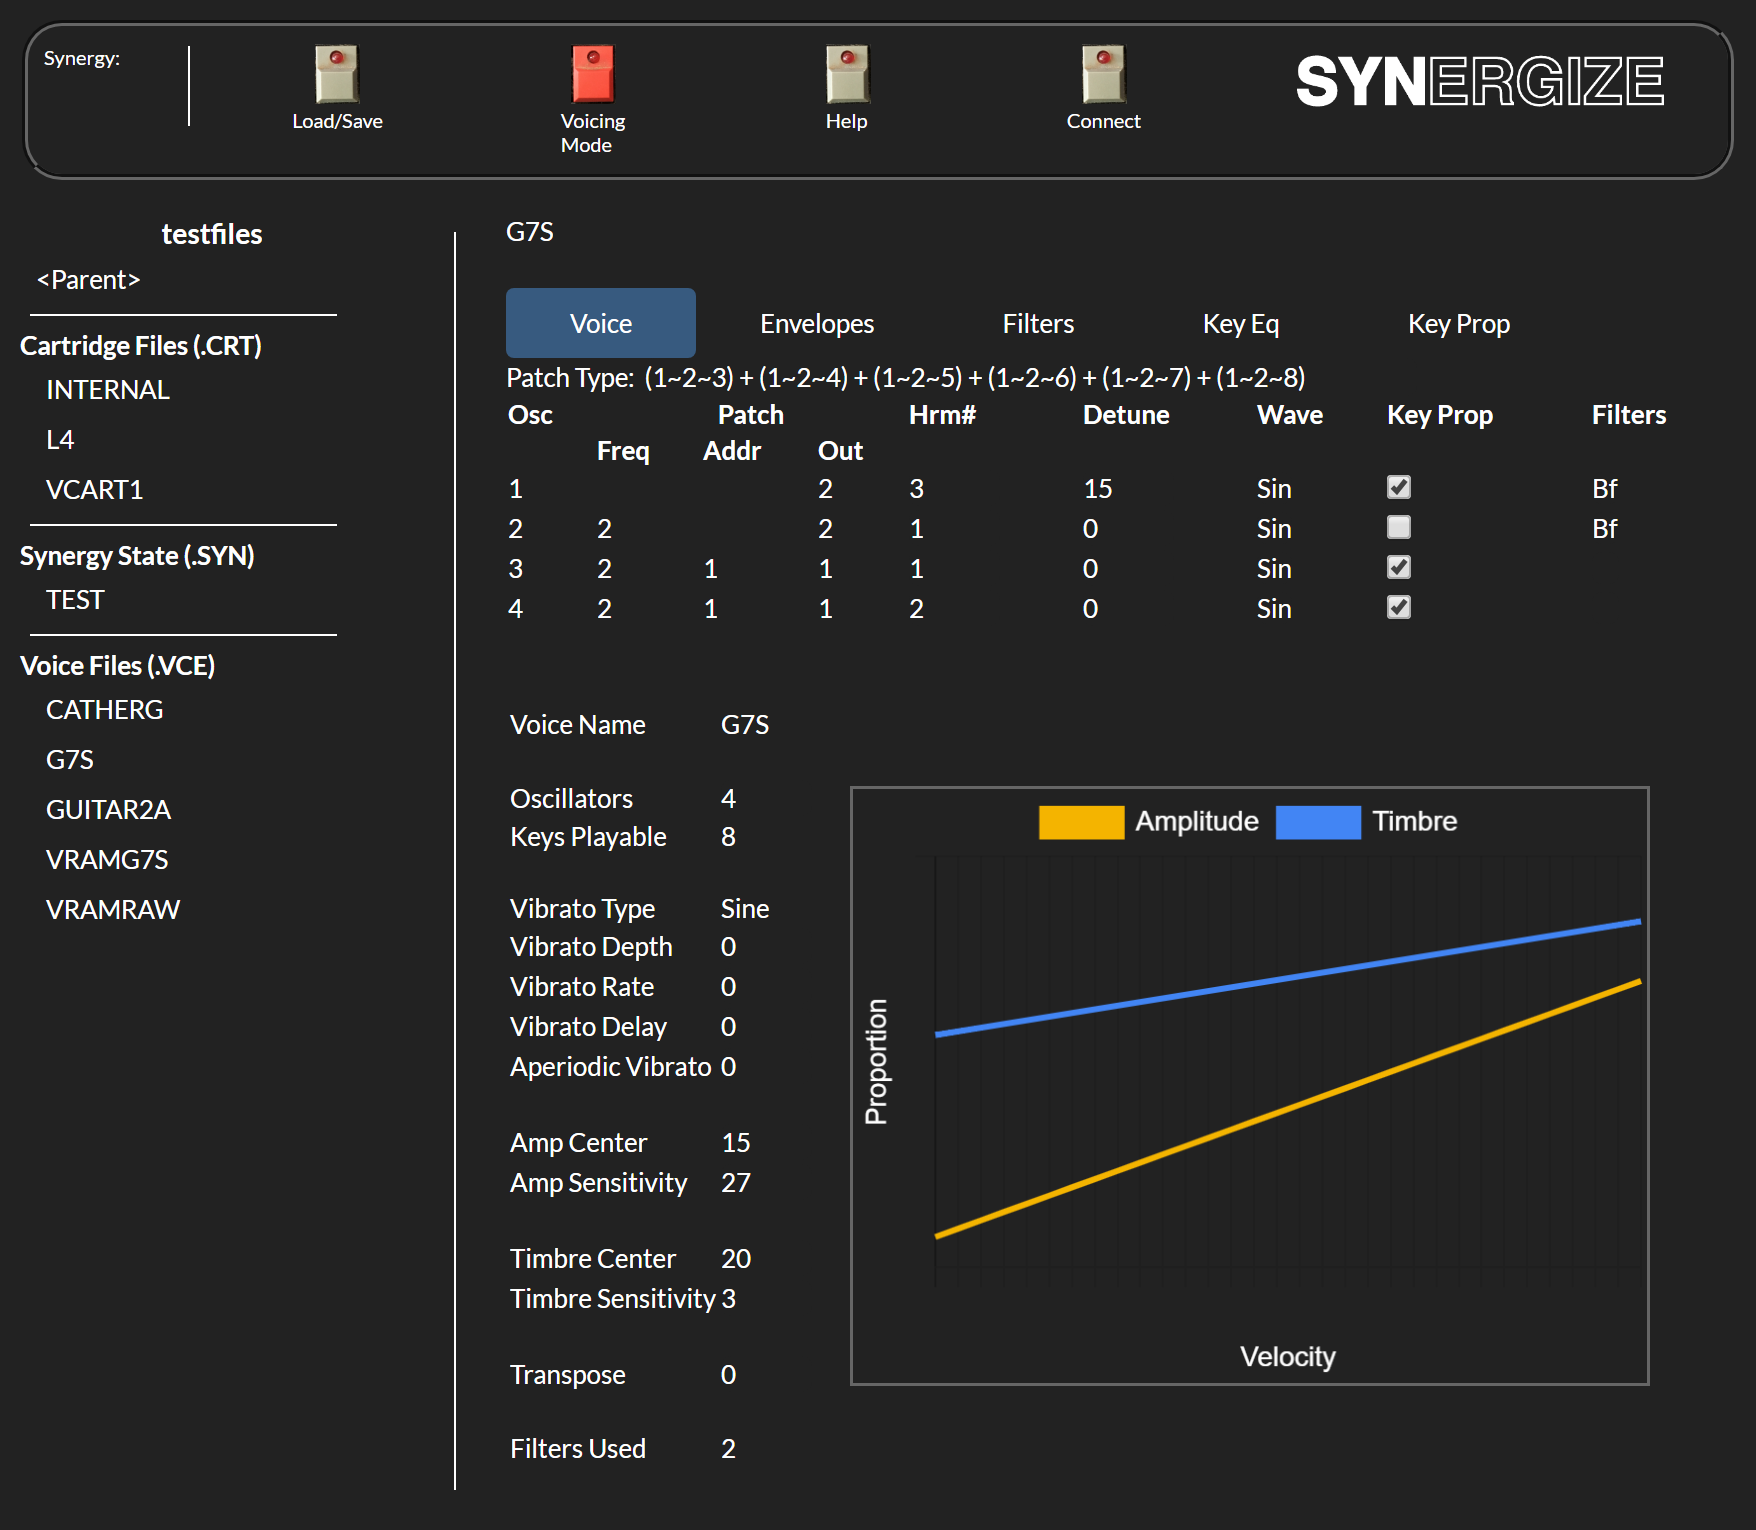 Synergy:
Load/Save
Voicing
Mode
Help
Connect
SYNERGIZE
testfiles
<Parent>
Cartridge Files (.CRT)
INTERNAL
L4
VCART1
Synergy State (.SYN)
TEST
Voice Files (.VCE)
CATHERG
G7S
GUITAR2A
VRAMG7S
VRAMRAW
G7S
Voice Envelopes Filters Key Eq Key Prop
Patch Type: (1~2~3) + (1~2~4) + (1~2~5) + (1~2~6) + (1~2~7) + (1~2~8)
Osc Patch Hrm# Detune Wave Key Prop Filters
Freq Addr Out
1 2 3 15 Sin Bf
2 2 2 1 0 Sin Bf
3 2 1 1 1 0 Sin
4 2 1 1 2 0 Sin
Voice Name G7S
Oscillators 4
Keys Playable 8
Vibrato Type Sine
Vibrato Depth 0
Vibrato Rate 0
Vibrato Delay 0
Aperiodic Vibrato 0
Amp Center 15
Amp Sensitivity 27
Timbre Center 20
Timbre Sensitivity 3
Transpose 0
Filters Used 2
Amplitude Timbre
Proportion
Velocity